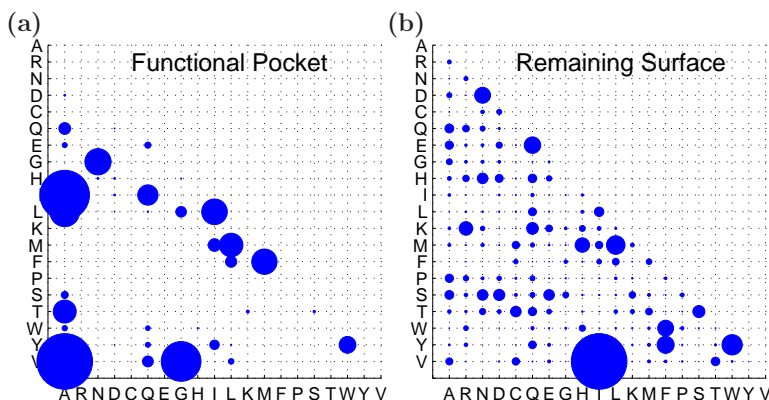 (a)
Functional Pocket
A
R
N
D
C
Q
E
G
H
L
K
M
F
P
S
T
W
Y
V
A R N D C Q E G H I L K M F P S T W Y V
(b)
Remaining Surface
A
R
N
D
C
Q
E
G
H
I
L
K
M
F
P
S
T
W
Y
V
A R N D C Q E G H I L K M F P S T W Y V